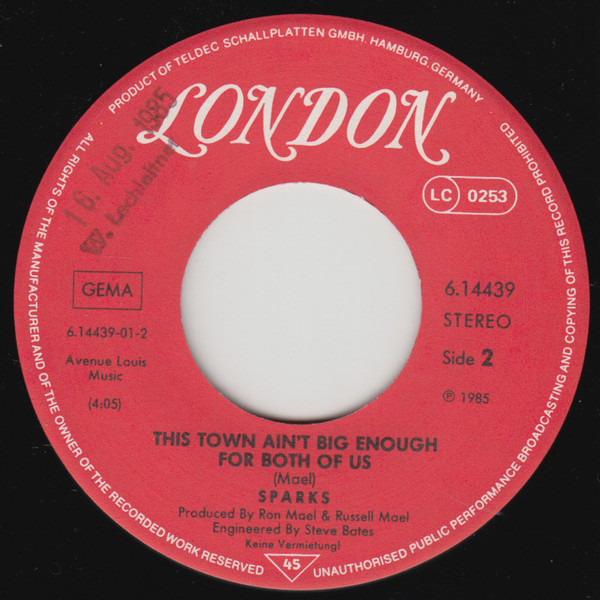 PRODUCT OF TELDEC SCHALLPLATTEN GMBH. HAMBURG, GERMANY
LONDON
16. Aug. 1985
W. Lechleitner
LC 0253
GEMA
6.14439-01-2
Avenue Louis
Music
(4:05)
6.14439
STEREO
Side 2
℗ 1985
THIS TOWN AIN'T BIG ENOUGH
FOR BOTH OF US
(Mael)
SPARKS
Produced By Ron Mael & Russell Mael
Engineered By Steve Bates
Keine Vermietung!
45
ALL RIGHTS OF THE MANUFACTURER AND OF THE OWNER OF THE RECORDED WORK RESERVED
UNAUTHORISED PUBLIC PERFORMANCE BROADCASTING AND COPYING OF THIS RECORD PROHIBITED